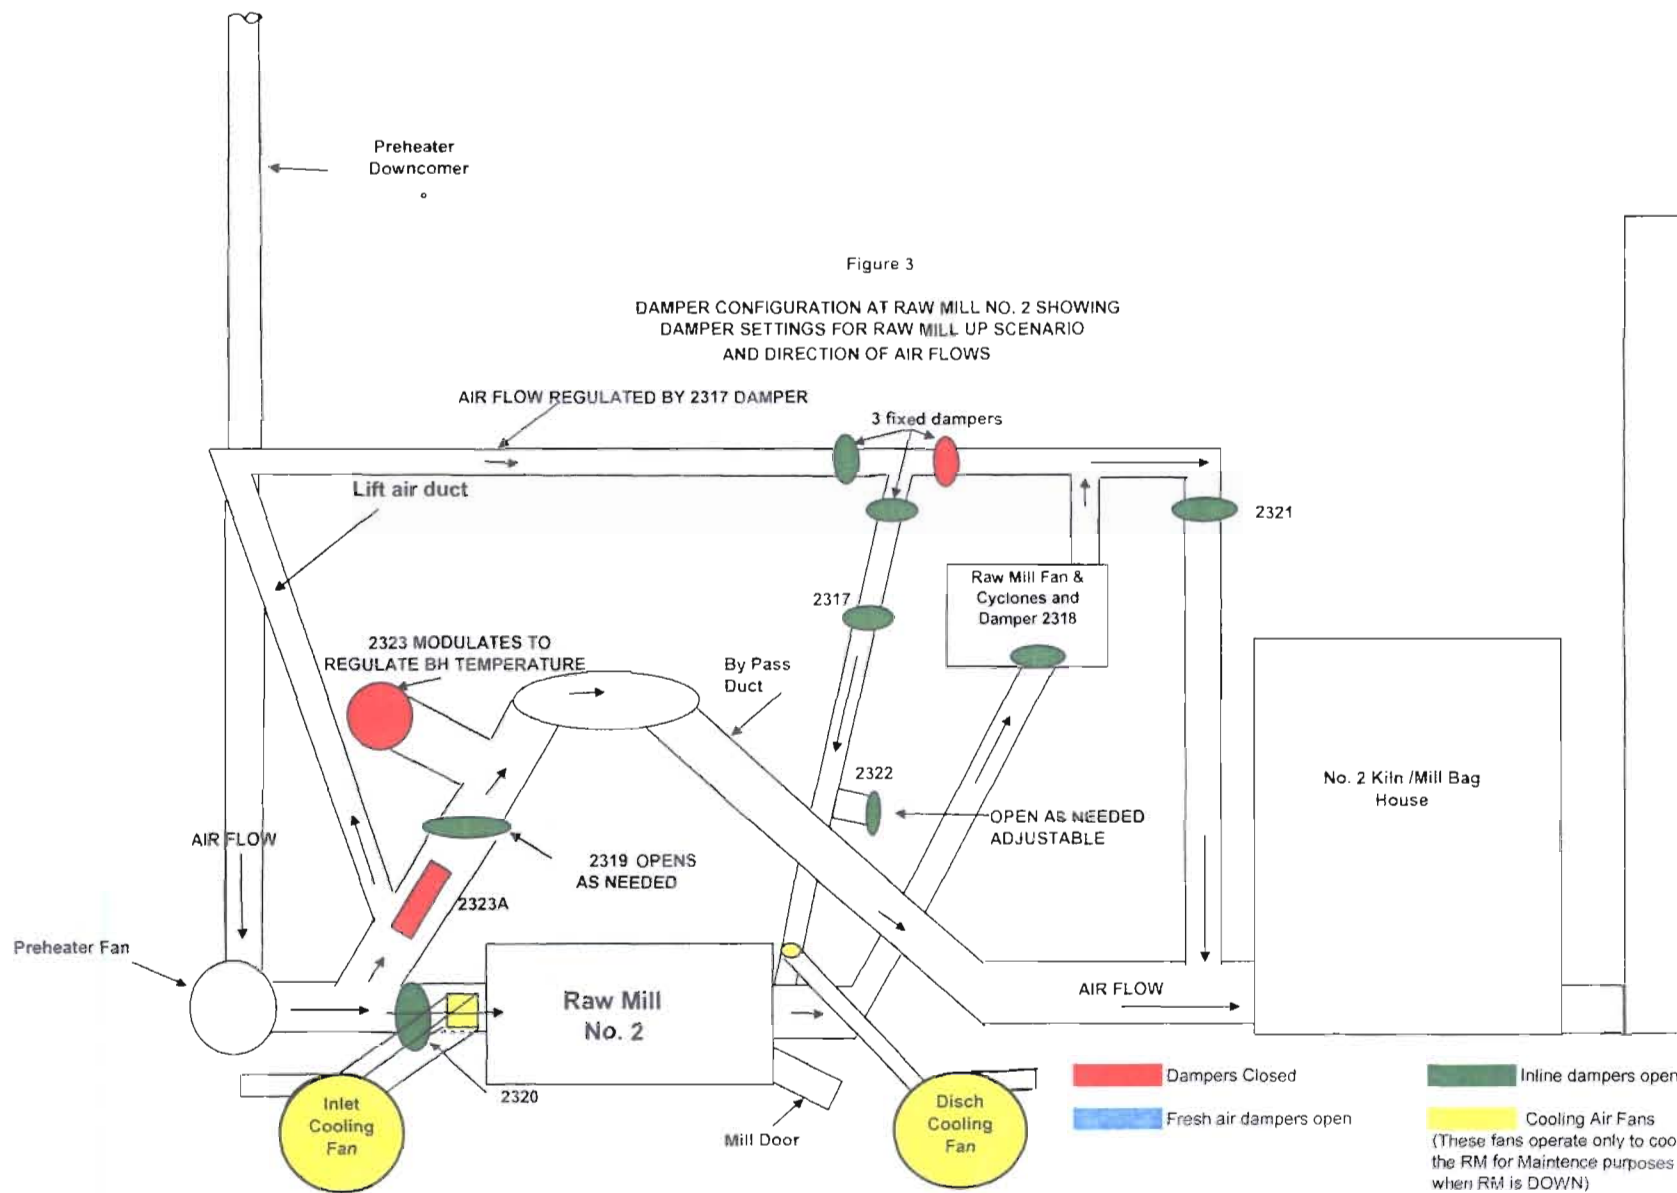 Preheater
Downcomer
Figure 3
DAMPER CONFIGURATION AT RAW MILL NO. 2 SHOWING
DAMPER SETTINGS FOR RAW MILL UP SCENARIO
AND DIRECTION OF AIR FLOWS
AIR FLOW REGULATED BY 2317 DAMPER
3 fixed dampers
Lift air duct
2321
2317
Raw Mill Fan &
Cyclones and
Damper 2318
2323 MODULATES TO
REGULATE BH TEMPERATURE
By Pass
Duct
2322
OPEN AS NEEDED
ADJUSTABLE
No. 2 Kiln /Mill Bag
House
AIR FLOW
2319 OPENS
AS NEEDED
2323A
Preheater Fan
Raw Mill
No. 2
AIR FLOW
2320
Inlet
Cooling
Fan
Disch
Cooling
Fan
Mill Door
Dampers Closed
Inline dampers open
Fresh air dampers open
Cooling Air Fans
(These fans operate only to coo
the RM for Maintence purposes
when RM is DOWN)